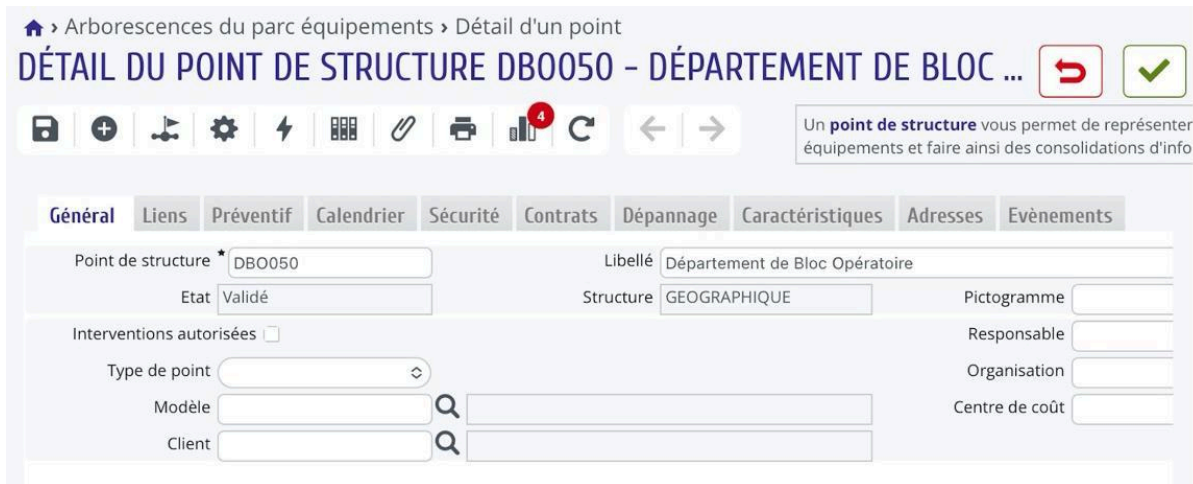 › Arborescences du parc équipements › Détail d'un point
DÉTAIL DU POINT DE STRUCTURE DBO050 - DÉPARTEMENT DE BLOC ...
4
Un point de structure vous permet de représenter
équipements et faire ainsi des consolidations d'info
Général Liens Préventif Calendrier Sécurité Contrats Dépannage Caractéristiques Adresses Evènements
Point de structure * DBO050 Libellé Département de Bloc Opératoire
Etat Validé Structure GEOGRAPHIQUE Pictogramme
Interventions autorisées Responsable
Type de point Organisation
Modèle Centre de coût
Client